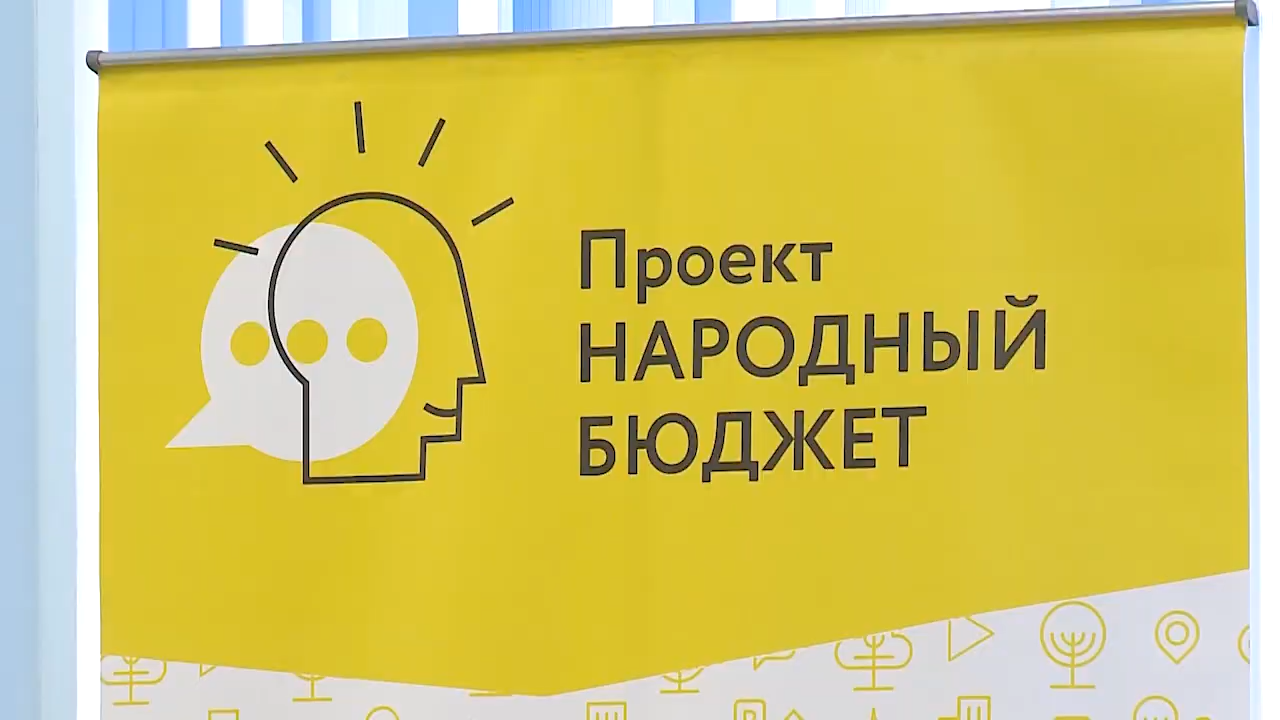 Проект
НАРОДНЫЙ
БЮДЖЕТ